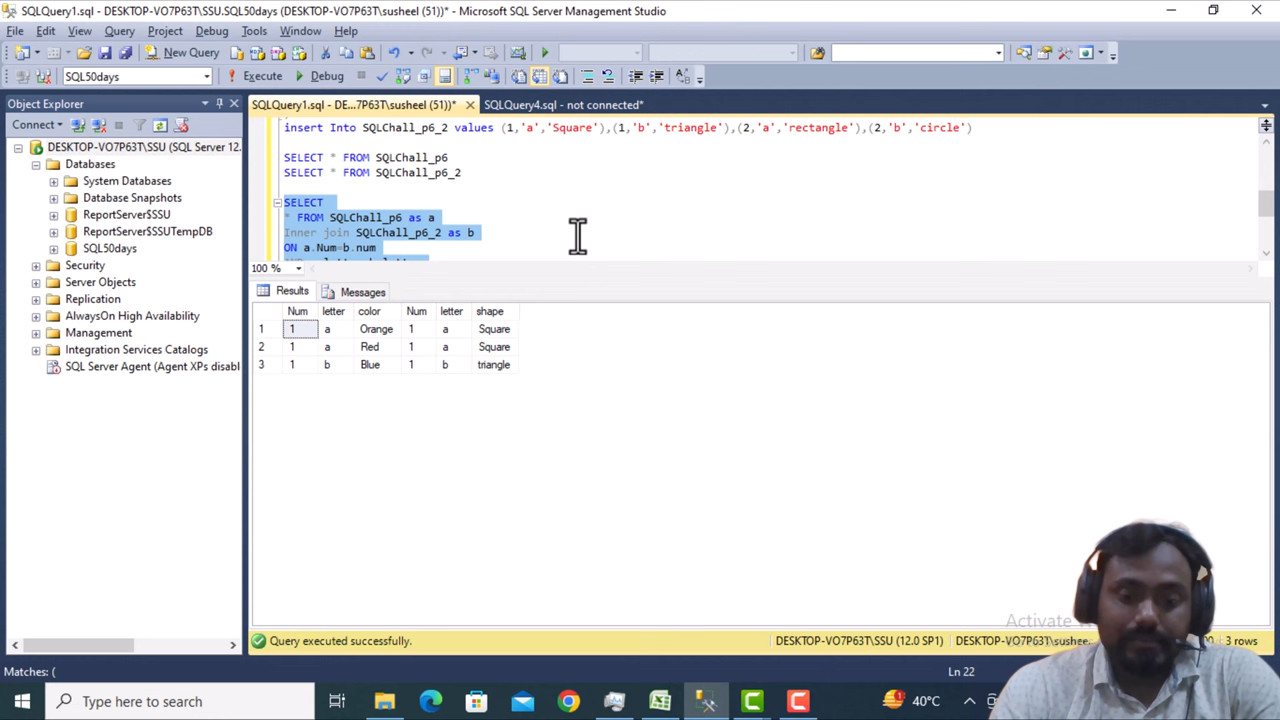 SQLQuery1.sql - DESKTOP-VO7P63T\SSU.SQL50days (DESKTOP-VO7P63T\susheel (51))* - Microsoft SQL Server Management Studio
File Edit View Query Project Debug Tools Window Help
New Query
SQL50days Execute Debug
Object Explorer
SQLQuery1.sql - DE...7P63T\susheel (51))* SQLQuery4.sql - not connected*
Connect
DESKTOP-VO7P63T\SSU (SQL Server 12.
Databases
System Databases
Database Snapshots
ReportServer$SSU
ReportServer$SSUTempDB
SQL50days
Security
Server Objects
Replication
AlwaysOn High Availability
Management
Integration Services Catalogs
SQL Server Agent (Agent XPs disabl
insert Into SQLChall_p6_2 values (1,'a','Square'),(1,'b','triangle'),(2,'a','rectangle'),(2,'b','circle')
SELECT * FROM SQLChall_p6
SELECT * FROM SQLChall_p6_2
SELECT
* FROM SQLChall_p6 as a
Inner join SQLChall_p6_2 as b
ON a.Num=b.num
100 %
Results Messages
Num letter color Num letter shape
1 1 a Orange 1 a Square
2 1 a Red 1 a Square
3 1 b Blue 1 b triangle
Activate
Query executed successfully. DESKTOP-VO7P63T\SSU (12.0 SP1) DESKTOP-VO7P63T\sushee 3 rows
Matches: ( Ln 22
Type here to search 40°C